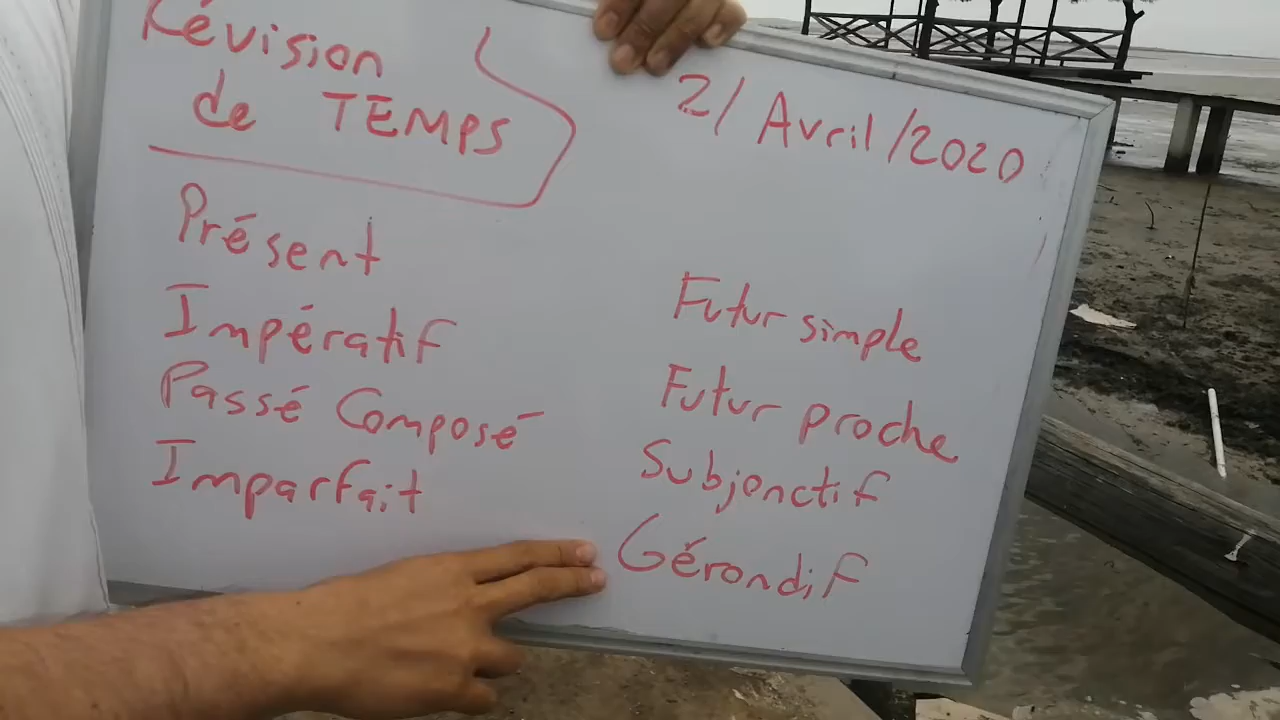 Révision
de TEMPS
2/ Avril/2020
Présent
Impératif
Passé Composé
Imparfait
Futur simple
Futur proche
Subjonctif
Gérondif